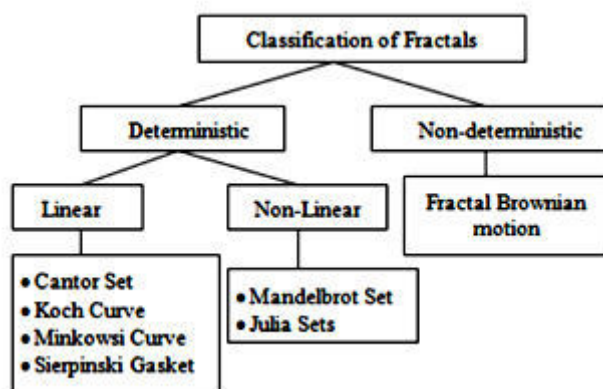 Classification of Fractals
Deterministic
Non-deterministic
Linear
Non-Linear
Fractal Brownian
motion
● Cantor Set
● Koch Curve
● Minkowsi Curve
● Sierpinski Gasket
● Mandelbrot Set
● Julia Sets